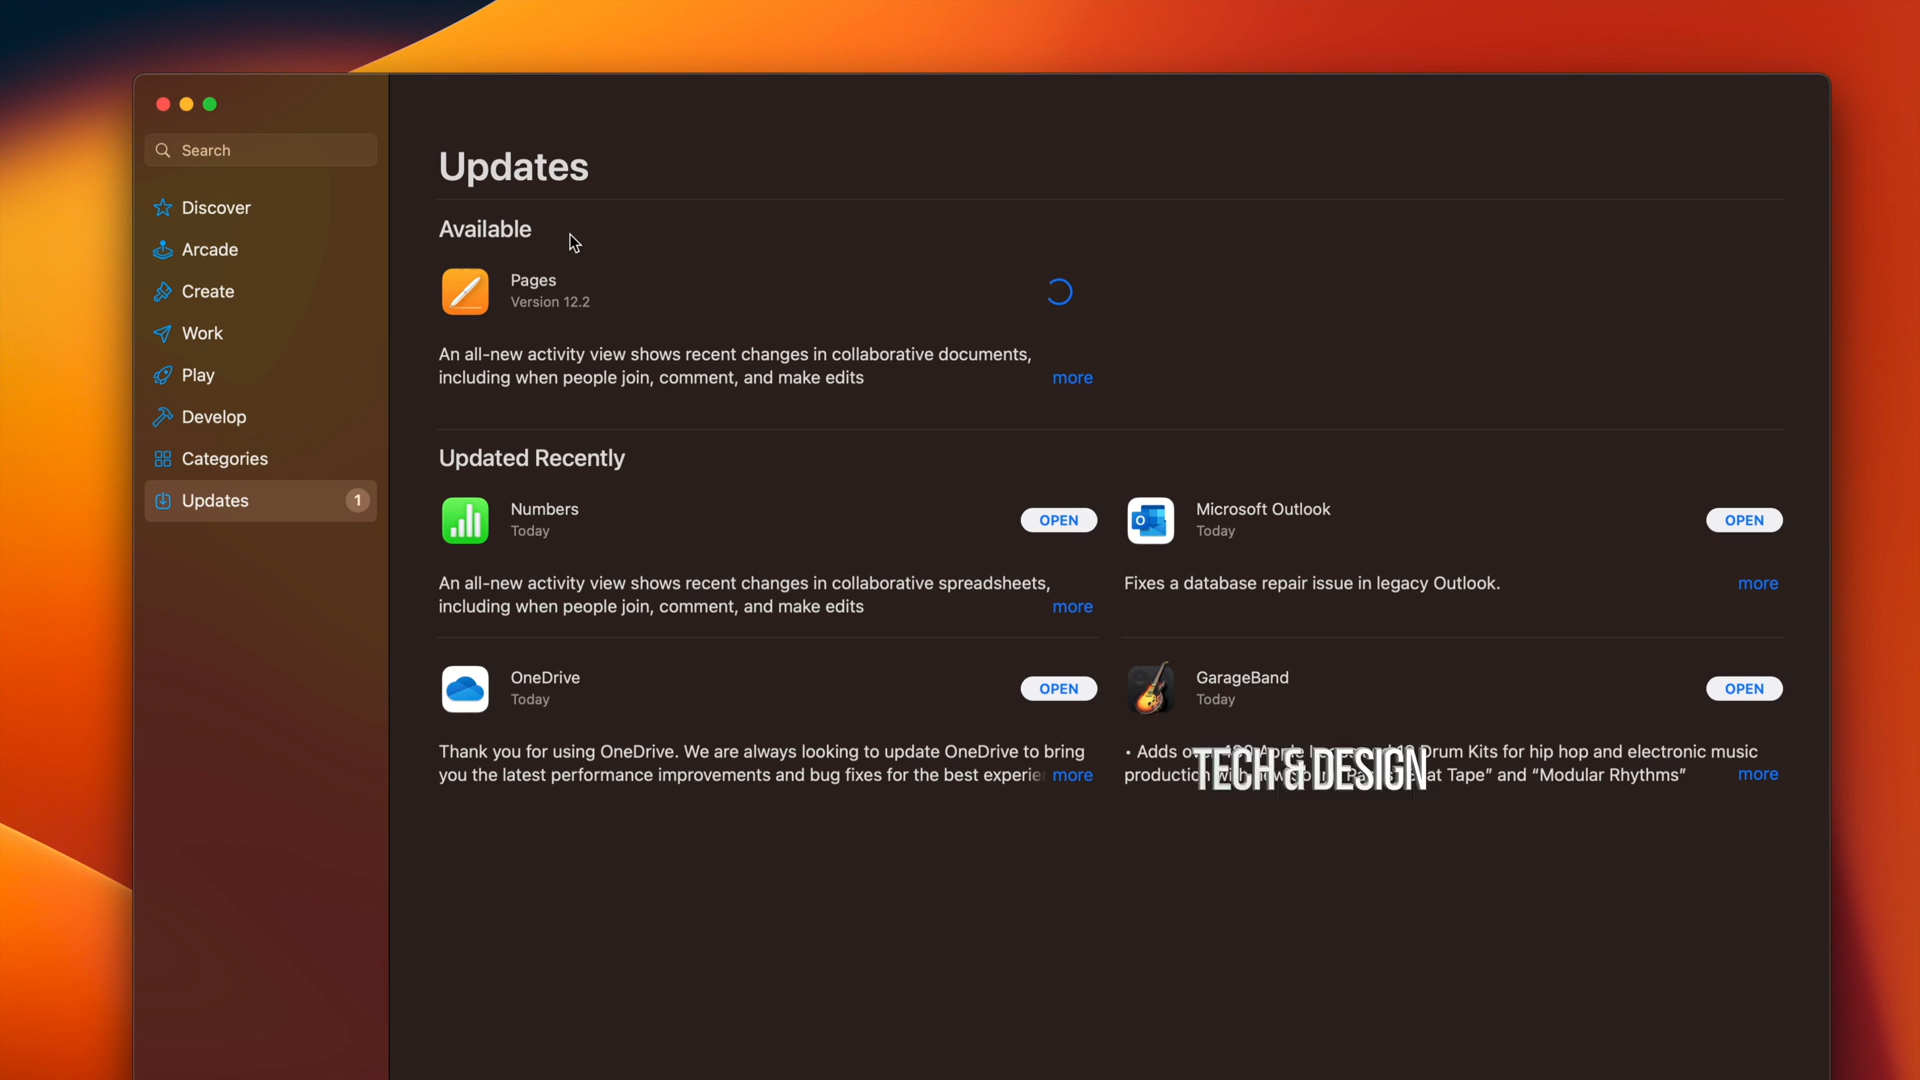 Search
Discover
Arcade
Create
Work
Play
Develop
Categories
Updates 1
Updates
Available
Pages
Version 12.2
An all-new activity view shows recent changes in collaborative documents,
including when people join, comment, and make edits more
Updated Recently
Numbers
Today
OPEN
An all-new activity view shows recent changes in collaborative spreadsheets,
including when people join, comment, and make edits more
Microsoft Outlook
Today
OPEN
Fixes a database repair issue in legacy Outlook. more
OneDrive
Today
OPEN
Thank you for using OneDrive. We are always looking to update OneDrive to bring
you the latest performance improvements and bug fixes for the best experie more
GarageBand
Today
OPEN
• Adds Drum Kits for hip hop and electronic music
production Tape” and “Modular Rhythms” more
TECH & DESIGN